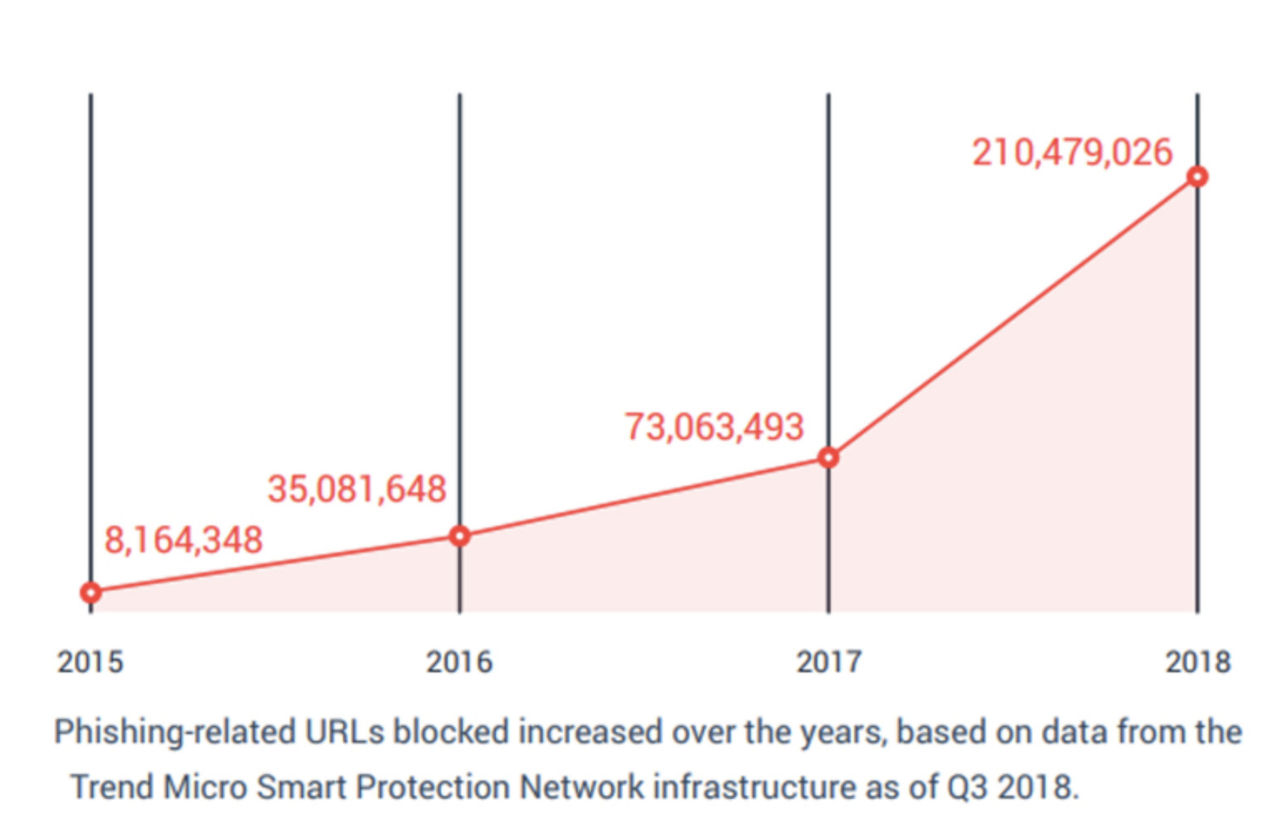 210,479,026
73,063,493
35,081,648
8,164,348
2015 2016 2017 2018
Phishing-related URLs blocked increased over the years, based on data from the
Trend Micro Smart Protection Network infrastructure as of Q3 2018.